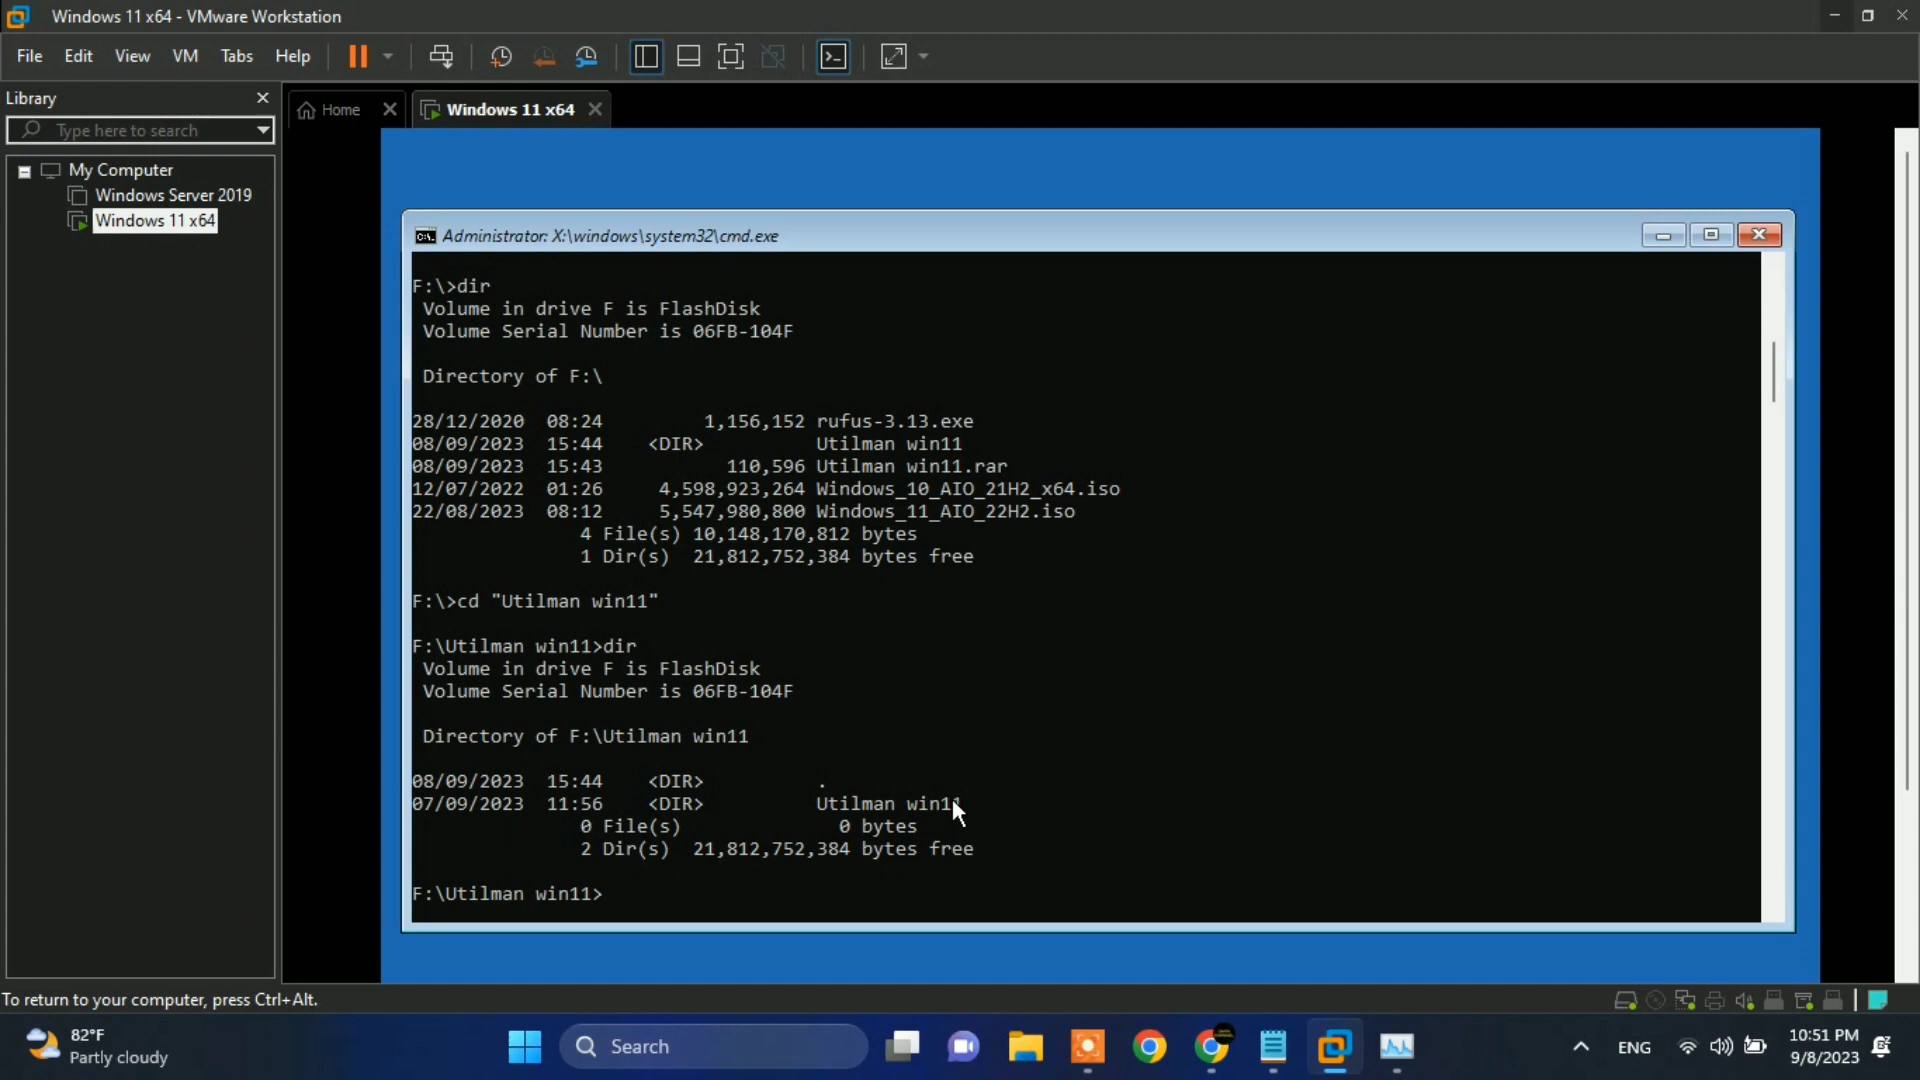 Windows 11 x64 - VMware Workstation
File Edit View VM Tabs Help
Library
Type here to search
My Computer
Windows Server 2019
Windows 11 x64
Home
Windows 11 x64
Administrator: X:\windows\system32\cmd.exe
F:\>dir
Volume in drive F is FlashDisk
Volume Serial Number is 06FB-104F
Directory of F:\
28/12/2020 08:24 1,156,152 rufus-3.13.exe
08/09/2023 15:44 <DIR> Utilman win11
08/09/2023 15:43 110,596 Utilman win11.rar
12/07/2022 01:26 4,598,923,264 Windows_10_AIO_21H2_x64.iso
22/08/2023 08:12 5,547,980,800 Windows_11_AIO_22H2.iso
4 File(s) 10,148,170,812 bytes
1 Dir(s) 21,812,752,384 bytes free
F:\>cd "Utilman win11"
F:\Utilman win11>dir
Volume in drive F is FlashDisk
Volume Serial Number is 06FB-104F
Directory of F:\Utilman win11
08/09/2023 15:44 <DIR> .
07/09/2023 11:56 <DIR> Utilman win11
0 File(s) 0 bytes
2 Dir(s) 21,812,752,384 bytes free
F:\Utilman win11>
To return to your computer, press Ctrl+Alt.
82°F
Partly cloudy
Search
ENG
10:51 PM
9/8/2023